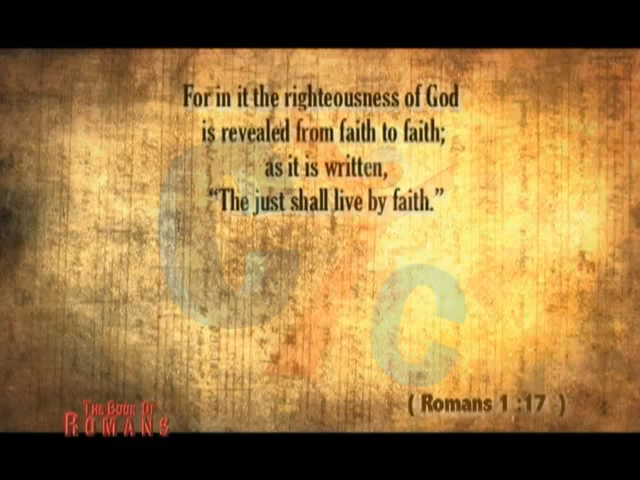 For in it the righteousness of God
is revealed from faith to faith;
as it is written,
“The just shall live by faith.”
C7C
( Romans 1 :17 )
THE BOOK OF
ROMANS